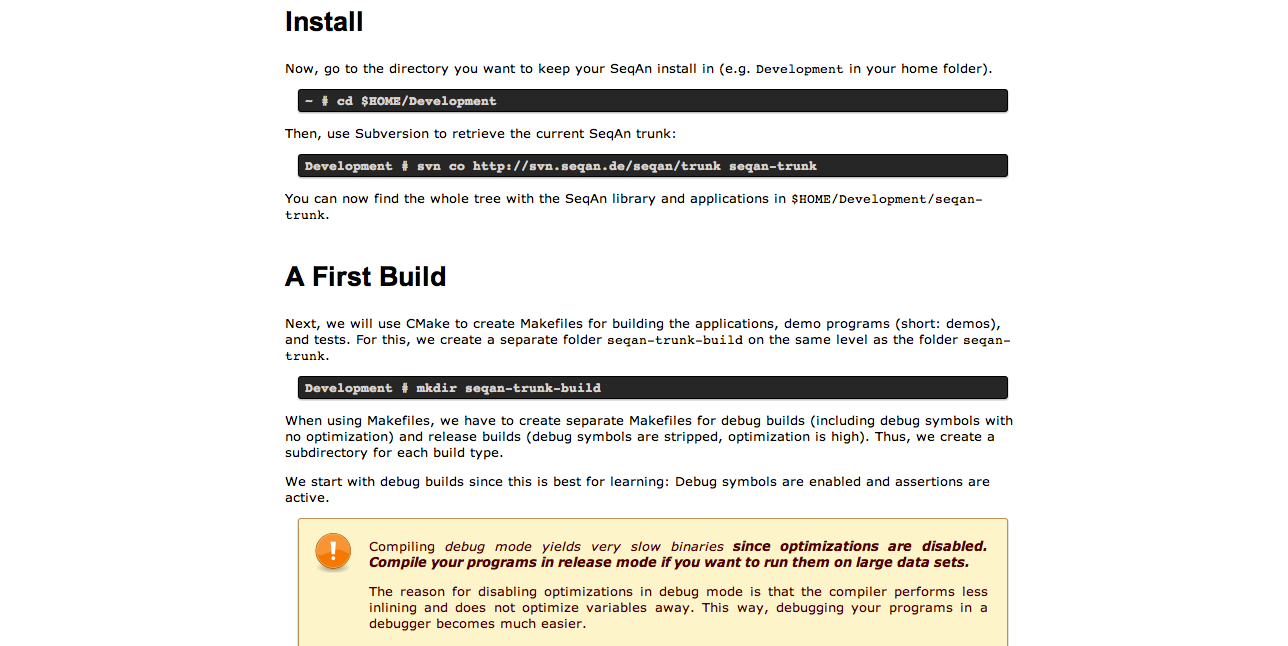 Install
Now, go to the directory you want to keep your SeqAn install in (e.g. Development in your home folder).
~ # cd $HOME/Development
Then, use Subversion to retrieve the current SeqAn trunk:
Development # svn co http://svn.seqan.de/seqan/trunk seqan-trunk
You can now find the whole tree with the SeqAn library and applications in $HOME/Development/seqan-
trunk.
A First Build
Next, we will use CMake to create Makefiles for building the applications, demo programs (short: demos),
and tests. For this, we create a separate folder seqan-trunk-build on the same level as the folder seqan-
trunk.
Development # mkdir seqan-trunk-build
When using Makefiles, we have to create separate Makefiles for debug builds (including debug symbols with
no optimization) and release builds (debug symbols are stripped, optimization is high). Thus, we create a
subdirectory for each build type.
We start with debug builds since this is best for learning: Debug symbols are enabled and assertions are
active.
Compiling debug mode yields very slow binaries since optimizations are disabled.
Compile your programs in release mode if you want to run them on large data sets.
The reason for disabling optimizations in debug mode is that the compiler performs less
inlining and does not optimize variables away. This way, debugging your programs in a
debugger becomes much easier.